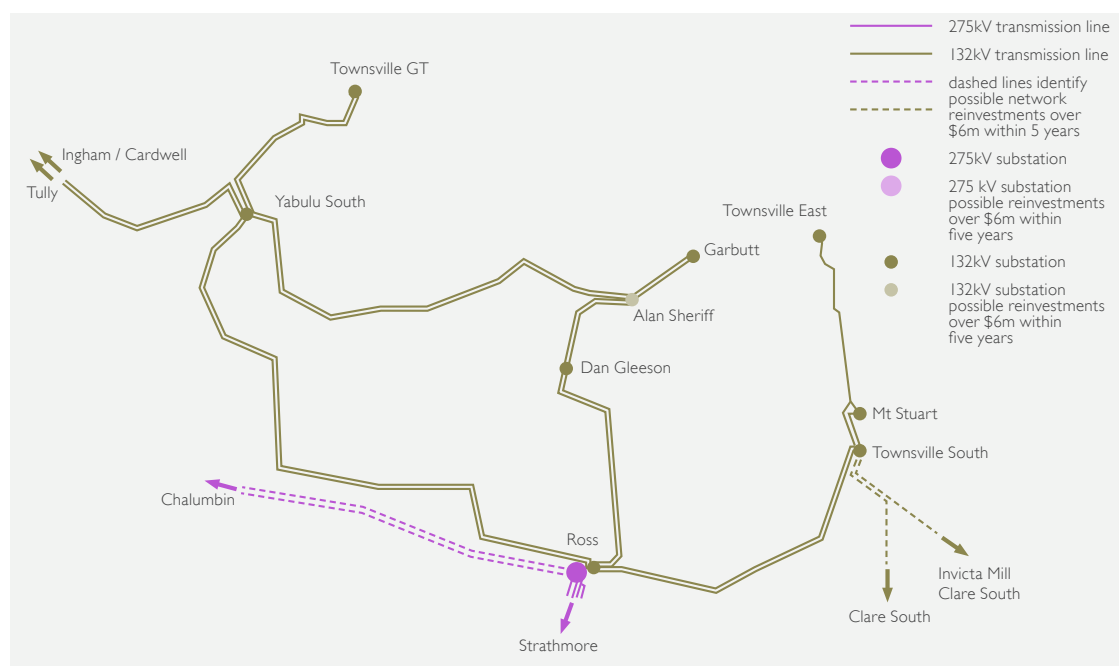 275kV transmission line
132kV transmission line
dashed lines identify
possible network
reinvestments over
$6m within 5 years
275kV substation
275 kV substation
possible reinvestments
over $6m within
five years
132kV substation
132kV substation
possible reinvestments
over $6m within
five years
Townsville GT
Ingham / Cardwell
Tully
Yabulu South
Townsville East
Garbutt
Alan Sheriff
Dan Gleeson
Mt Stuart
Townsville South
Chalumbin
Ross
Invicta Mill
Clare South
Clare South
Strathmore